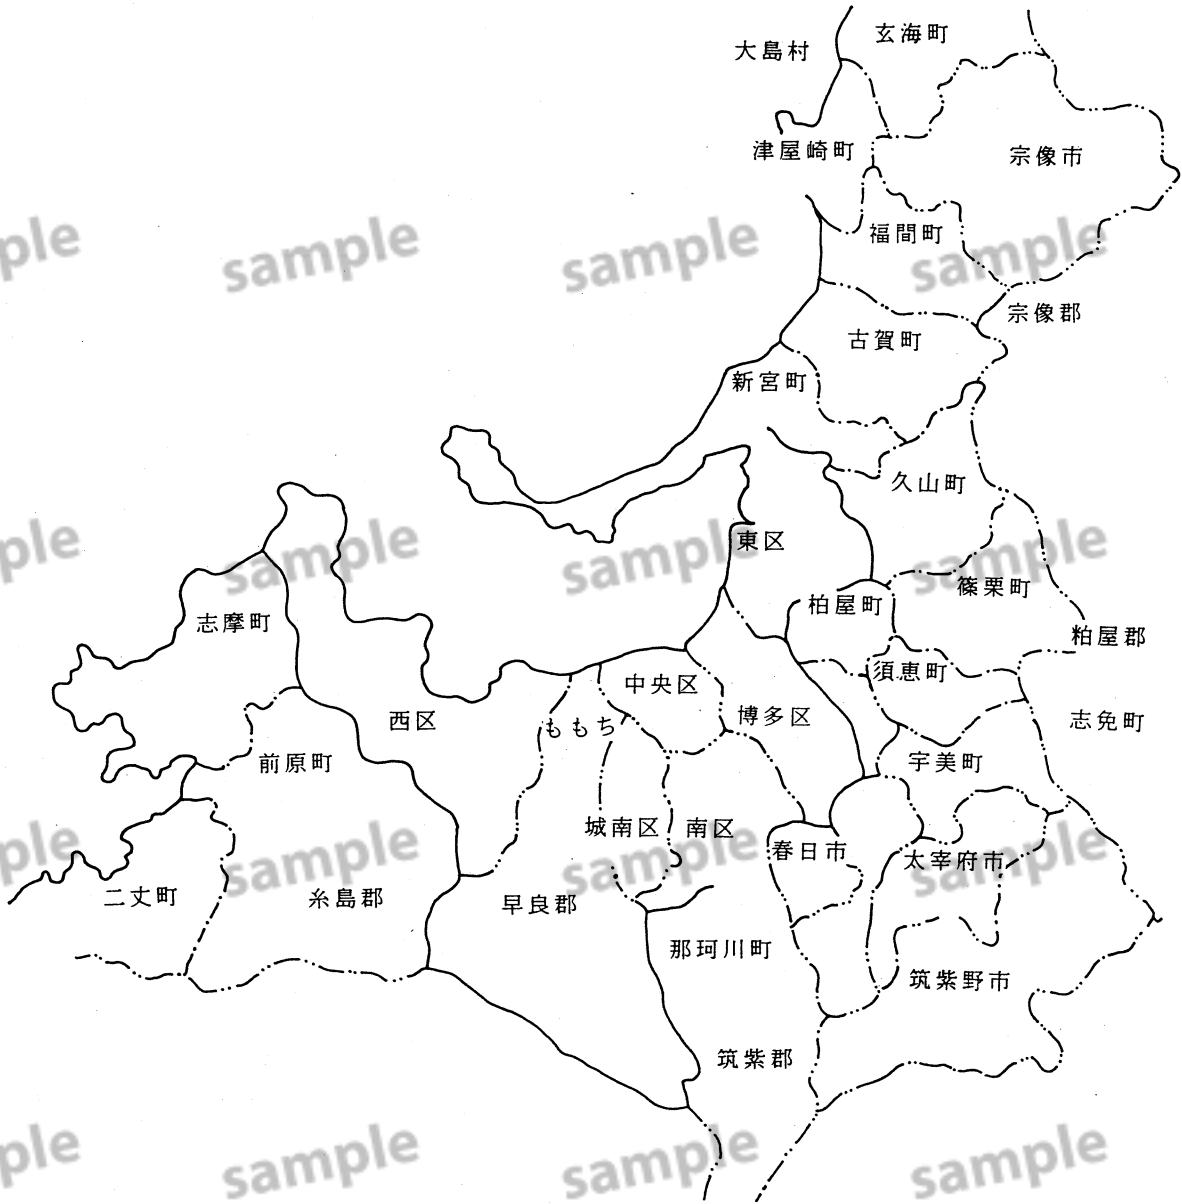 玄海町
大島村
津屋崎町
宗像市
福間町
sample
sample
sample
sample
宗像郡
古賀町
新宮町
久山町
sample
sample
sample
sample
東区
篠栗町
柏屋町
志摩町
粕屋郡
須恵町
中央区
西区
ももち
博多区
志免町
前原町
宇美町
sample
sample
sample
sample
城南区
南区
春日市
太宰府市
二丈町
糸島郡
早良郡
那珂川町
筑紫野市
筑紫郡
sample
sample
sample
sample